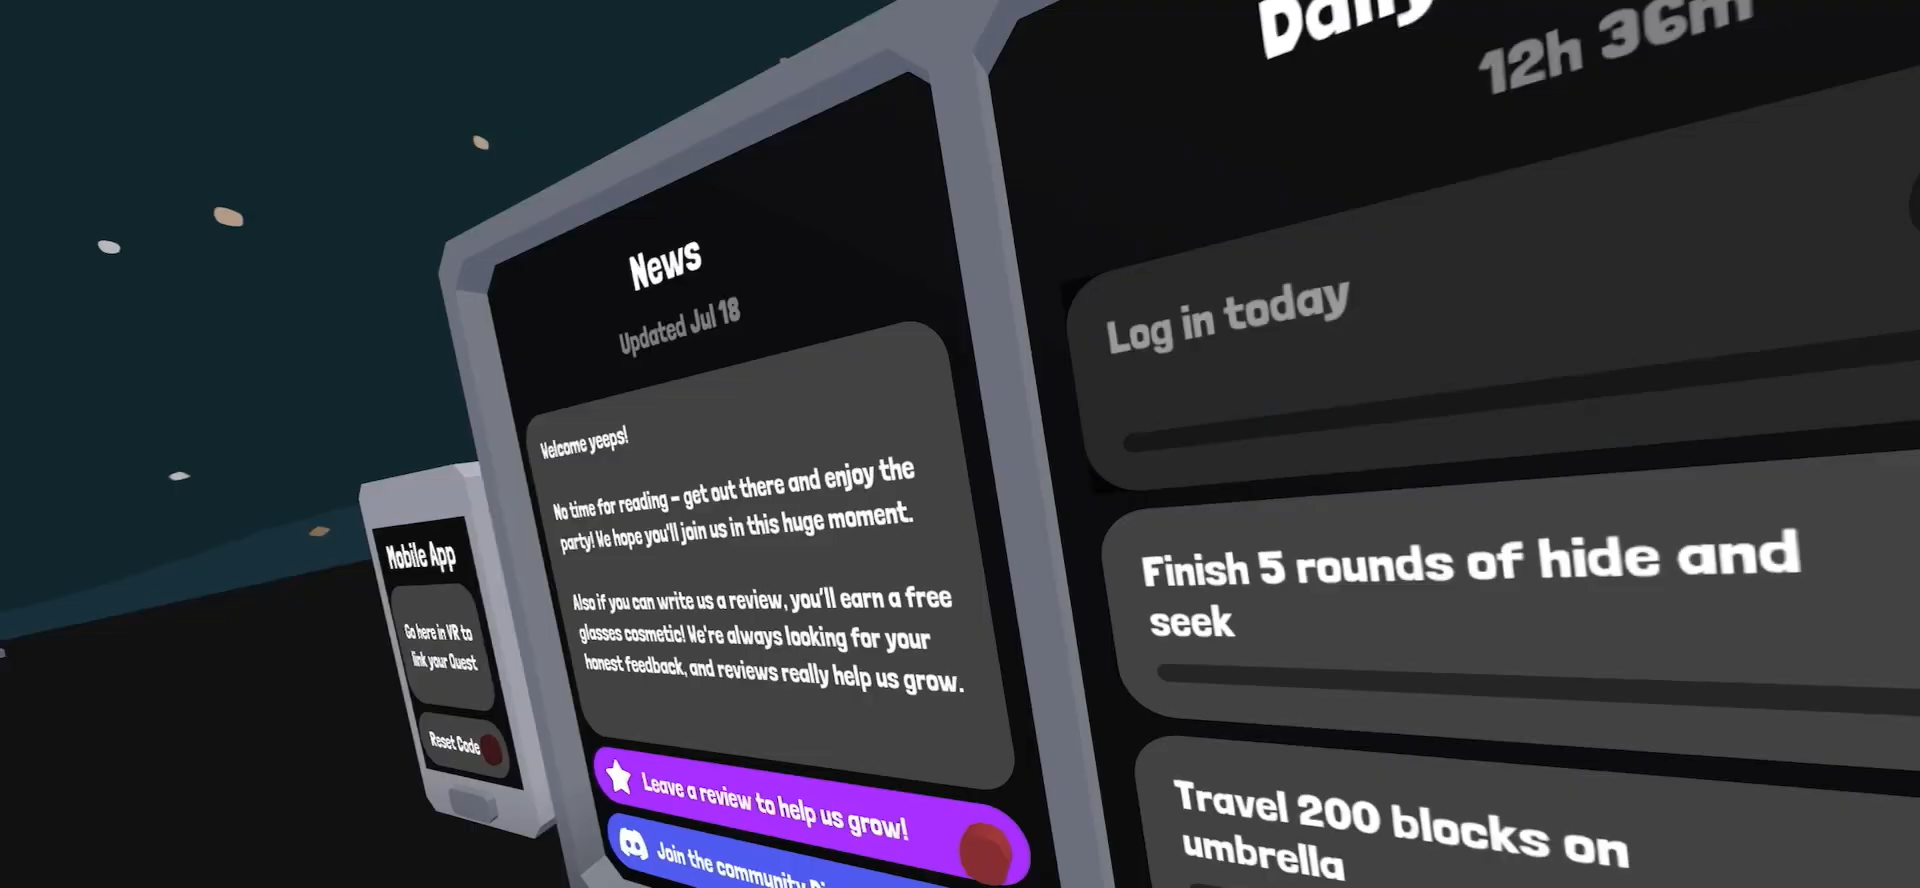 Mobile App
Go here in VR to
link your Quest
Reset Code
News
Updated Jul 18
Welcome yeeps!
No time for reading – get out there and enjoy the
party! We hope you'll join us in this huge moment.
Also if you can write us a review, you'll earn a free
glasses cosmetic! We're always looking for your
honest feedback, and reviews really help us grow.
Leave a review to help us grow!
Join the community
Daily
12h 36m
Log in today
Finish 5 rounds of hide and
seek
Travel 200 blocks on
umbrella